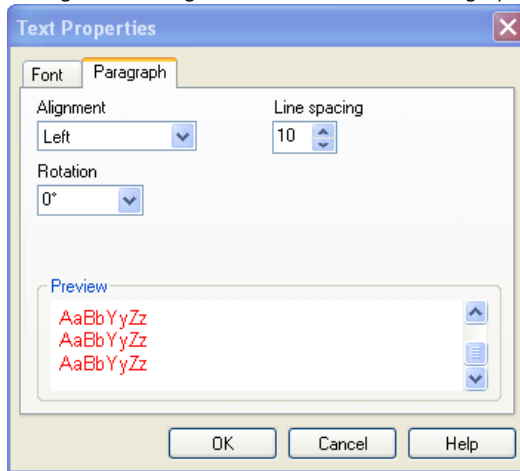 Text Properties
Font Paragraph
Alignment Line spacing
Left 10
Rotation
0°
Preview
AaBbYyZz
AaBbYyZz
AaBbYyZz
OK Cancel Help